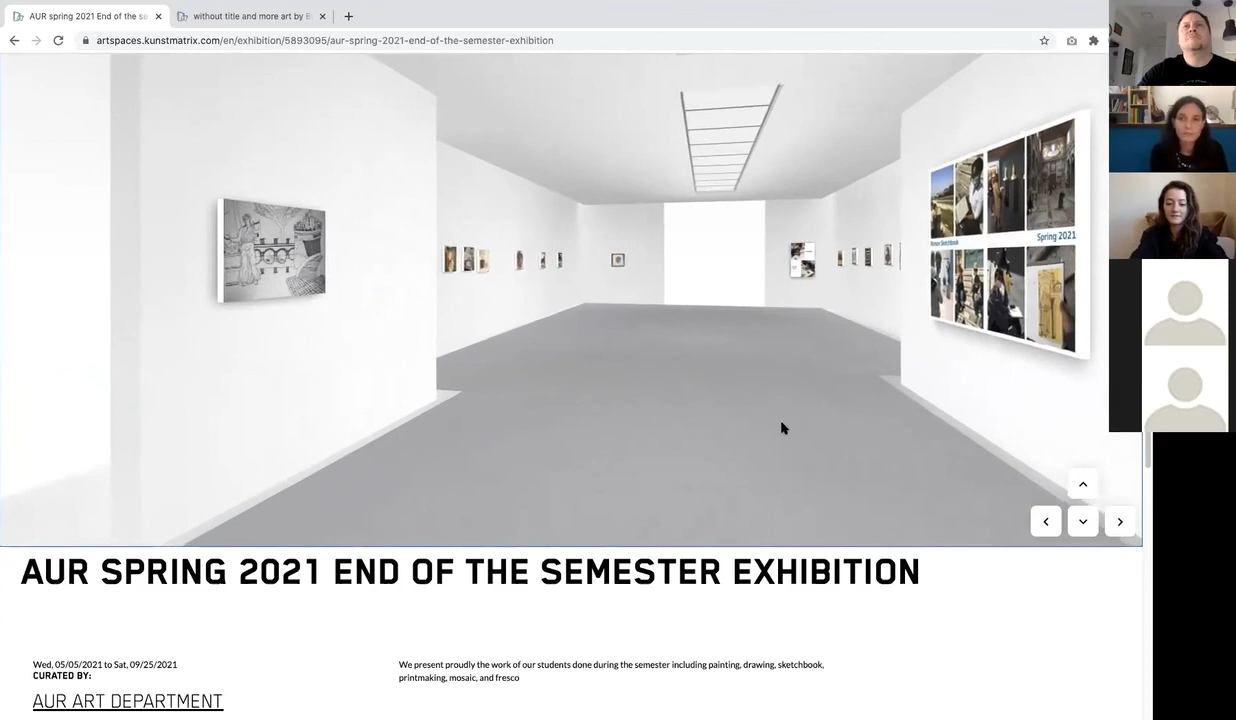 AUR spring 2021 End of the se
without title and more art by B
artspaces.kunstmatrix.com/en/exhibition/5893095/aur-spring-2021-end-of-the-semester-exhibition
Roman Sketchbook
Spring 2021
AUR SPRING 2021 END OF THE SEMESTER EXHIBITION
Wed, 05/05/2021 to Sat, 09/25/2021
CURATED BY:
AUR ART DEPARTMENT
We present proudly the work of our students done during the semester including painting, drawing, sketchbook,
printmaking, mosaic, and fresco